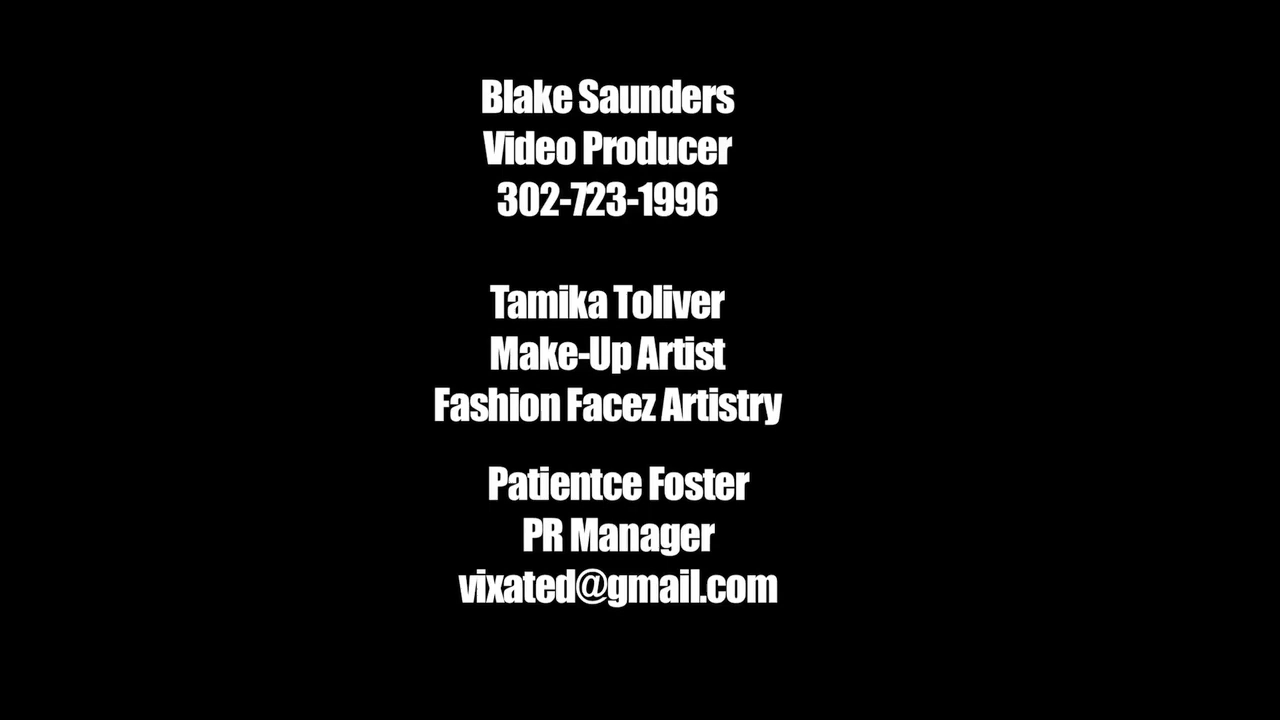 Blake Saunders
Video Producer
302-723-1996
Tamika Toliver
Make-Up Artist
Fashion Facez Artistry
Patientce Foster
PR Manager
vixated@gmail.com